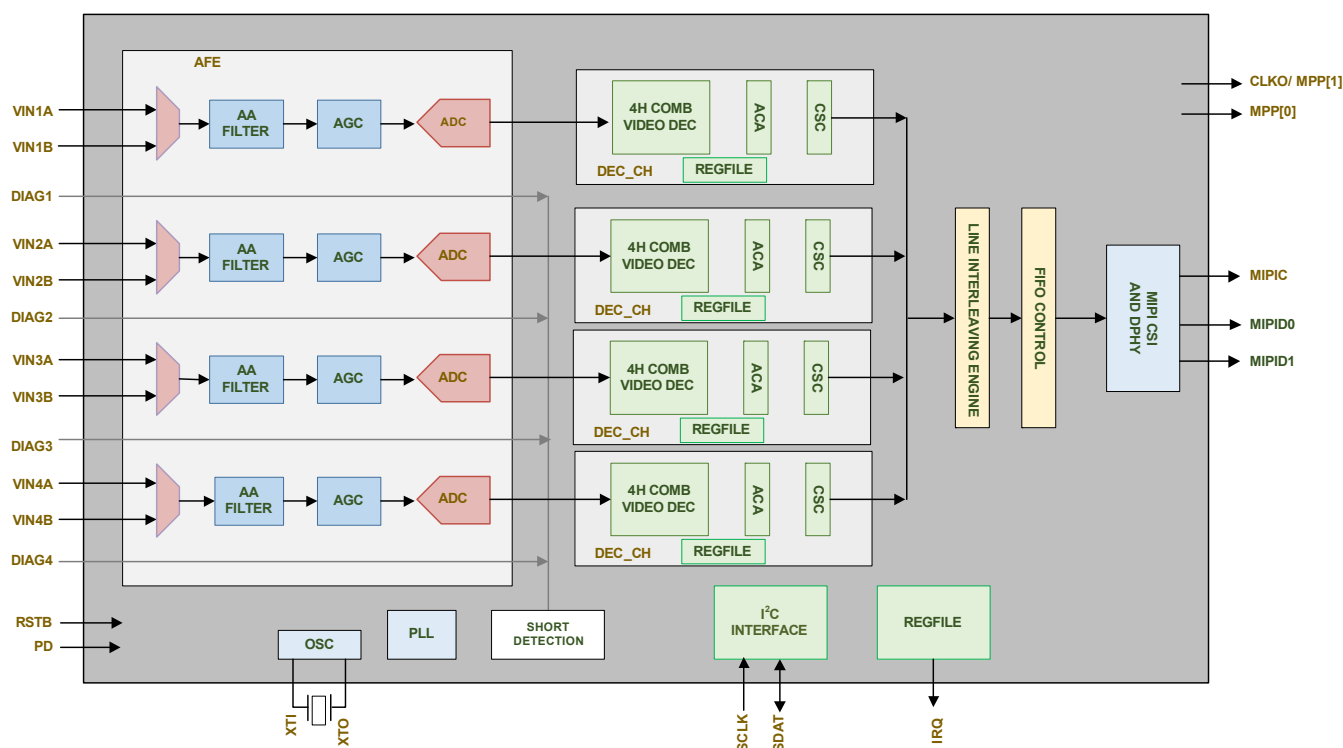 AFE
VIN1A
VIN1B
AA
FILTER
AGC
ADC
4H COMB
VIDEO DEC
ACA
CSC
REGFILE
DEC_CH
CLKO/ MPP[1]
MPP[0]
DIAG1
VIN2A
VIN2B
AA
FILTER
AGC
ADC
4H COMB
VIDEO DEC
ACA
CSC
REGFILE
DEC_CH
DIAG2
VIN3A
VIN3B
AA
FILTER
AGC
ADC
4H COMB
VIDEO DEC
ACA
CSC
REGFILE
DEC_CH
DIAG3
VIN4A
VIN4B
AA
FILTER
AGC
ADC
4H COMB
VIDEO DEC
ACA
CSC
REGFILE
DEC_CH
DIAG4
LINE INTERLEAVING ENGINE
FIFO CONTROL
MIPI CSI
AND DPHY
MIPIC
MIPID0
MIPID1
RSTB
PD
OSC
PLL
SHORT
DETECTION
I²C
INTERFACE
REGFILE
XTI
XTO
SCLK
SDAT
IRQ